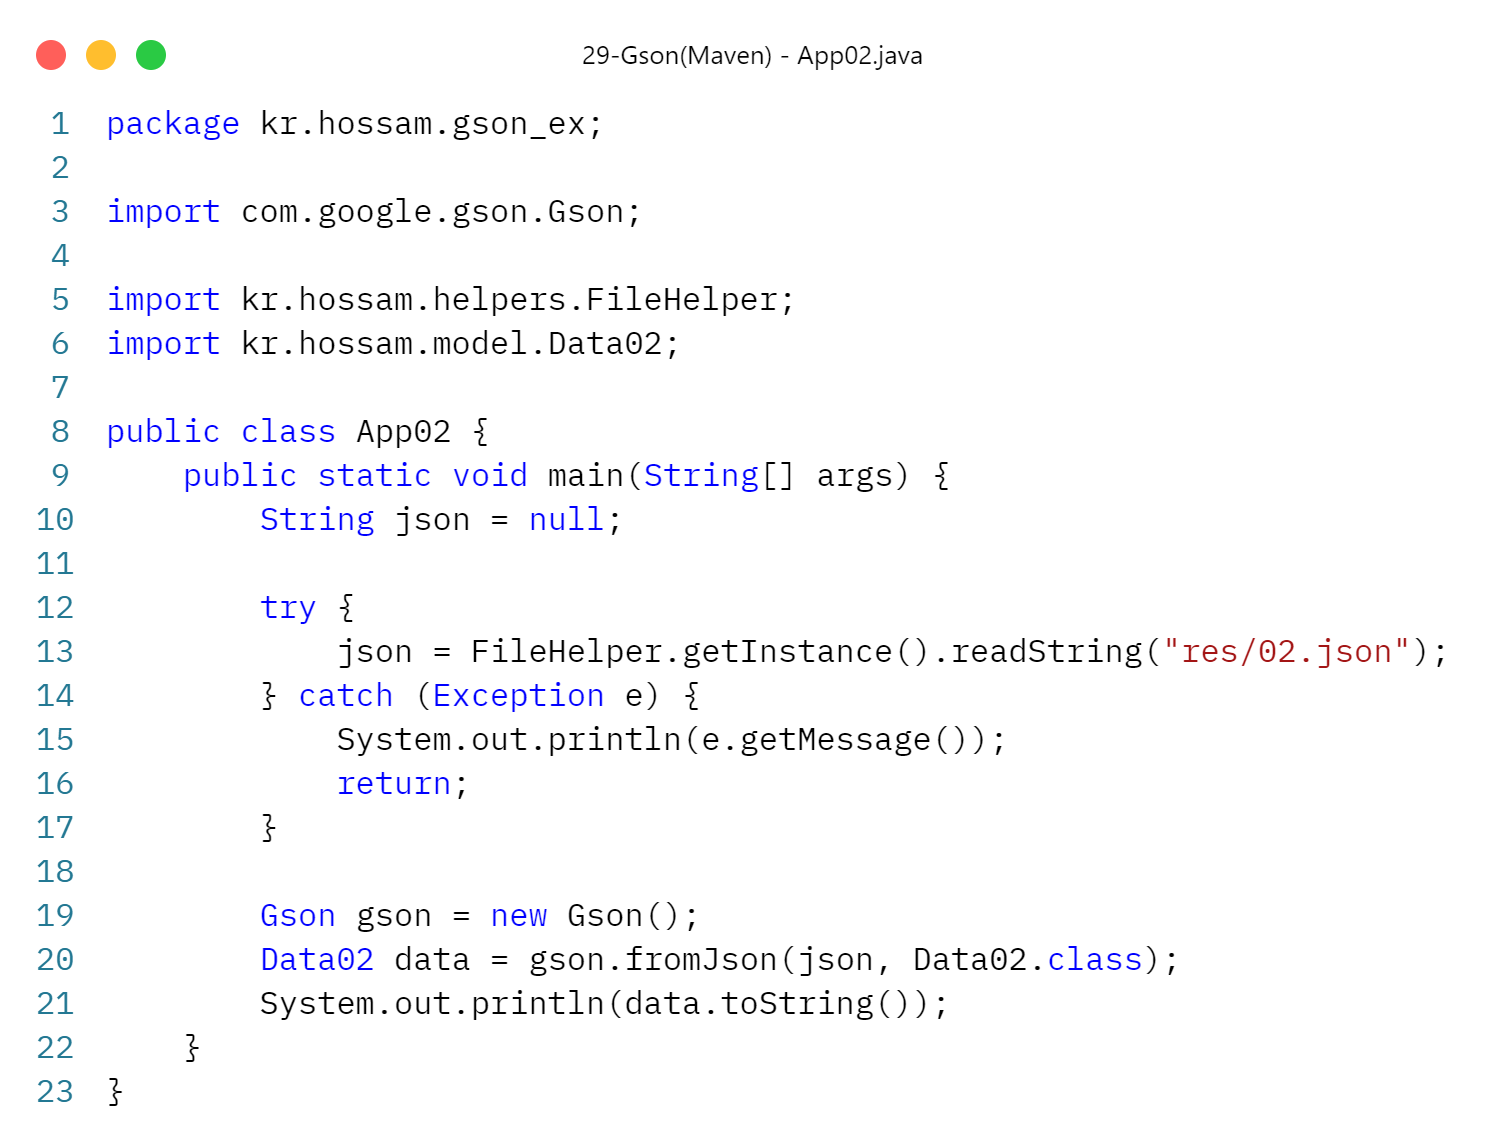 29-Gson(Maven) - App02.java
1 package kr.hossam.gson_ex;
2
3 import com.google.gson.Gson;
4
5 import kr.hossam.helpers.FileHelper;
6 import kr.hossam.model.Data02;
7
8 public class App02 {
9     public static void main(String[] args) {
10         String json = null;
11
12         try {
13             json = FileHelper.getInstance().readString("res/02.json");
14         } catch (Exception e) {
15             System.out.println(e.getMessage());
16             return;
17         }
18
19         Gson gson = new Gson();
20         Data02 data = gson.fromJson(json, Data02.class);
21         System.out.println(data.toString());
22     }
23 }